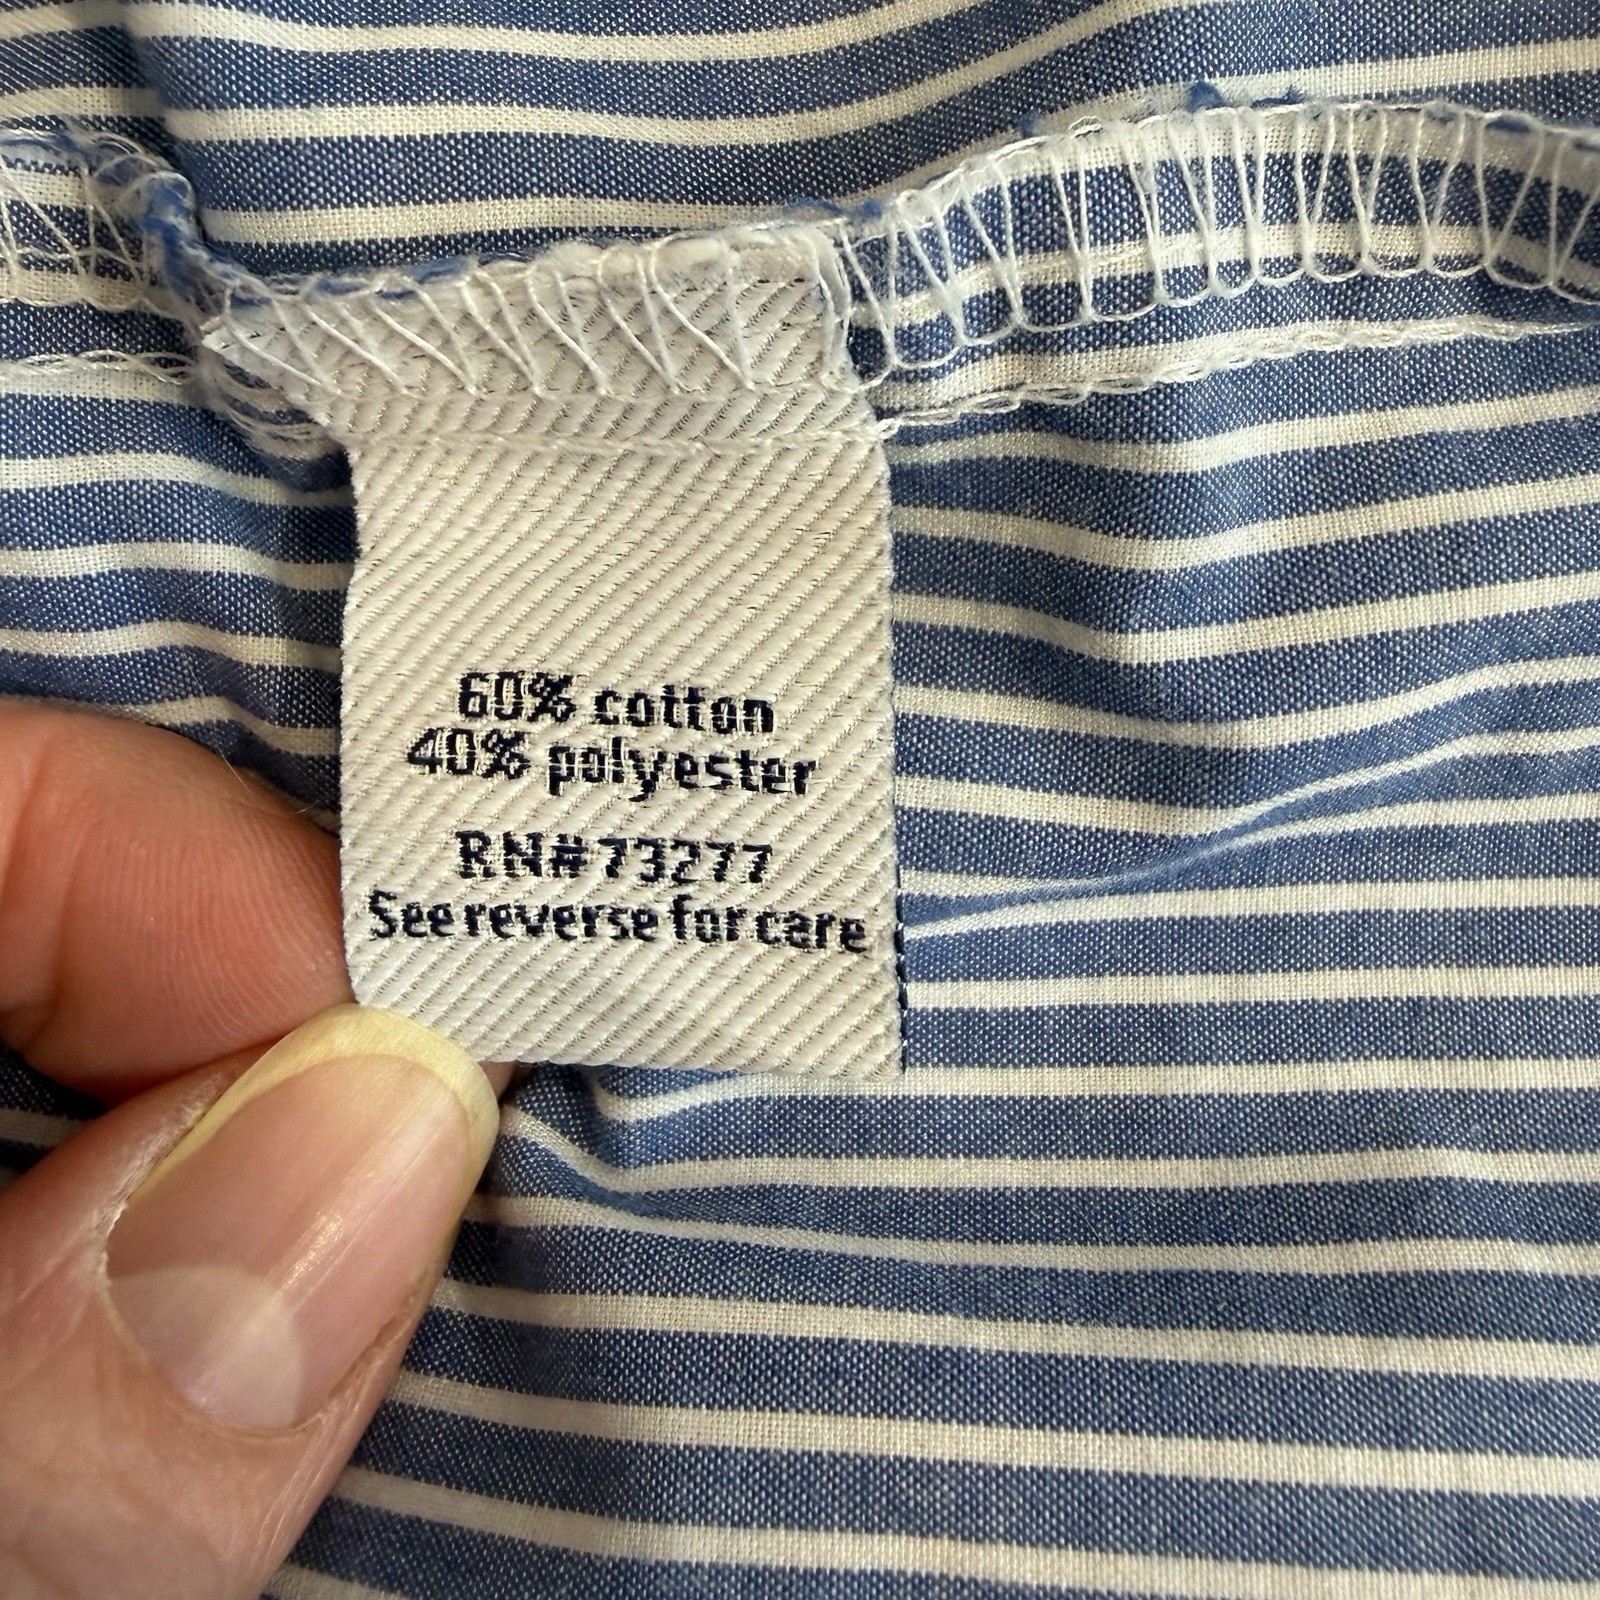 60% cotton
40% polyester
RN# 73277
See reverse for care